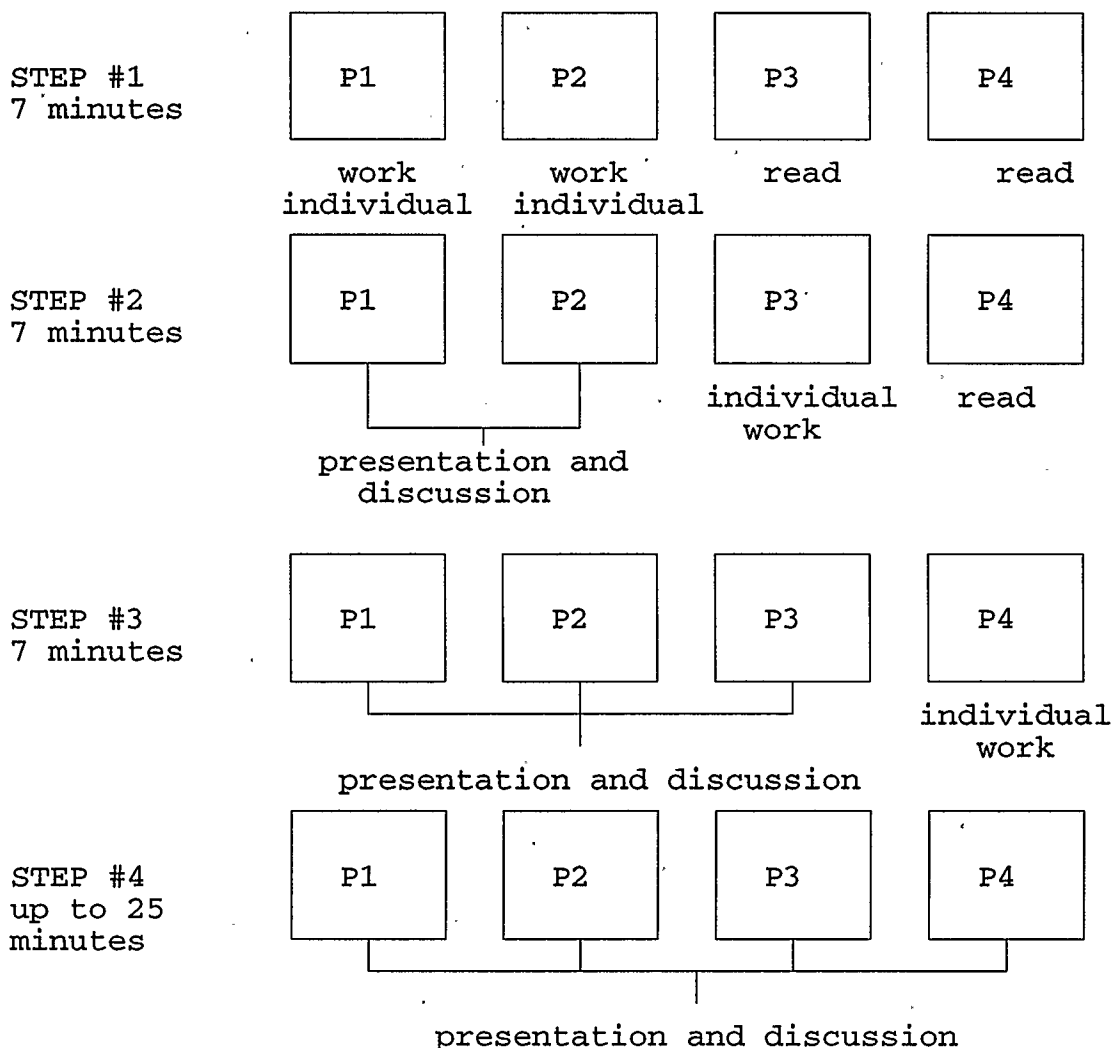 STEP #1
7 minutes
P1
P2
P3
P4
work
individual
work
individual
read
read
STEP #2
7 minutes
P1
P2
P3
P4
presentation and
discussion
individual
work
read
STEP #3
7 minutes
P1
P2
P3
P4
presentation and discussion
individual
work
STEP #4
up to 25
minutes
P1
P2
P3
P4
presentation and discussion